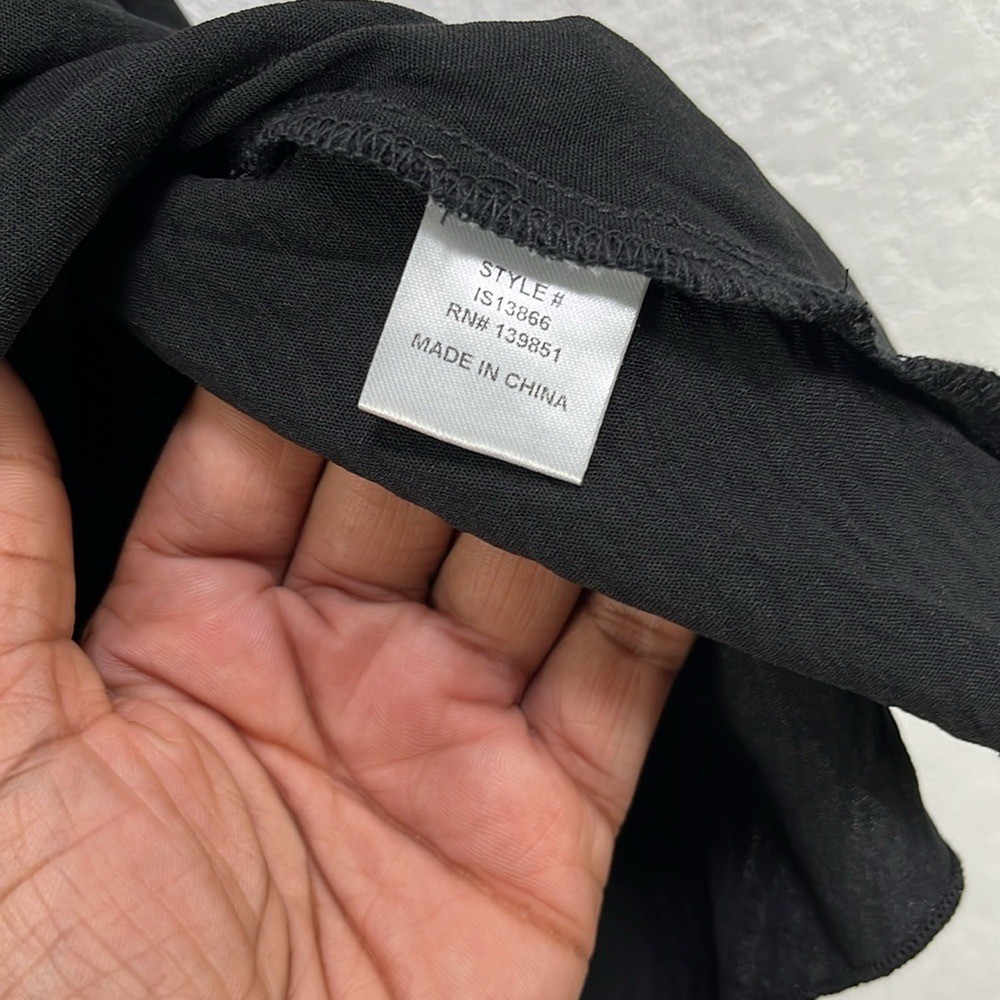 STYLE #
IS13866
RN# 139851
MADE IN CHINA